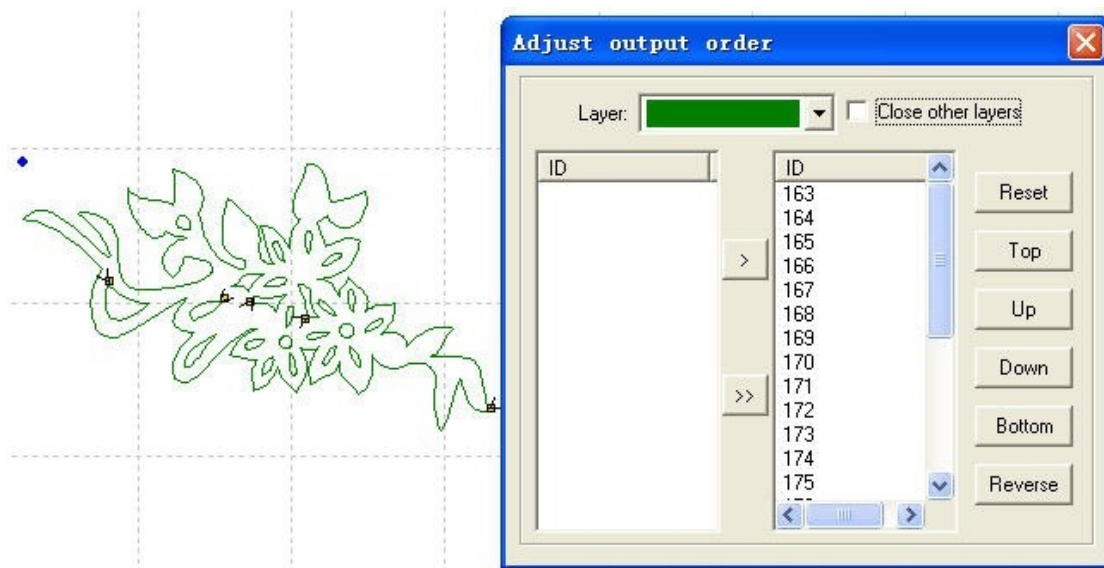 Adjust output order
Layer:
Close other layers
ID
ID
163
164
165
166
167
168
169
170
171
172
173
174
175
>
>>
Reset
Top
Up
Down
Bottom
Reverse